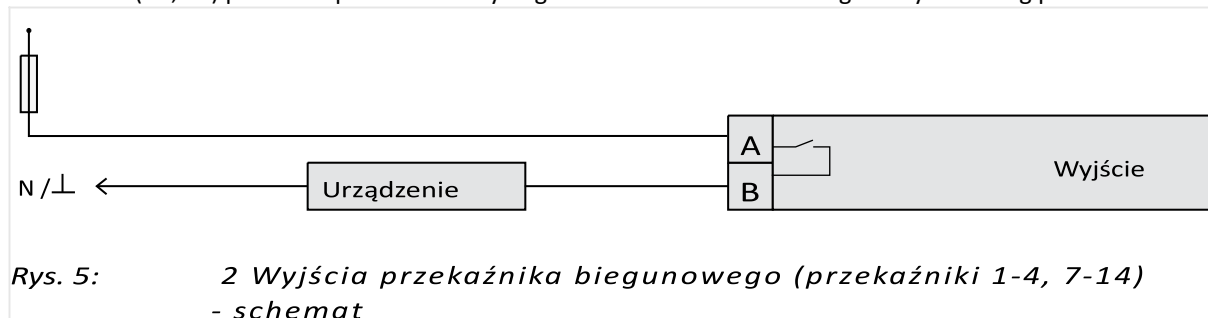 A
Wyjście
N /⊥
Urządzenie
B
Rys. 5: 2 Wyjścia przekaźnika biegunowego (przekaźniki 1-4, 7-14)
- schemat